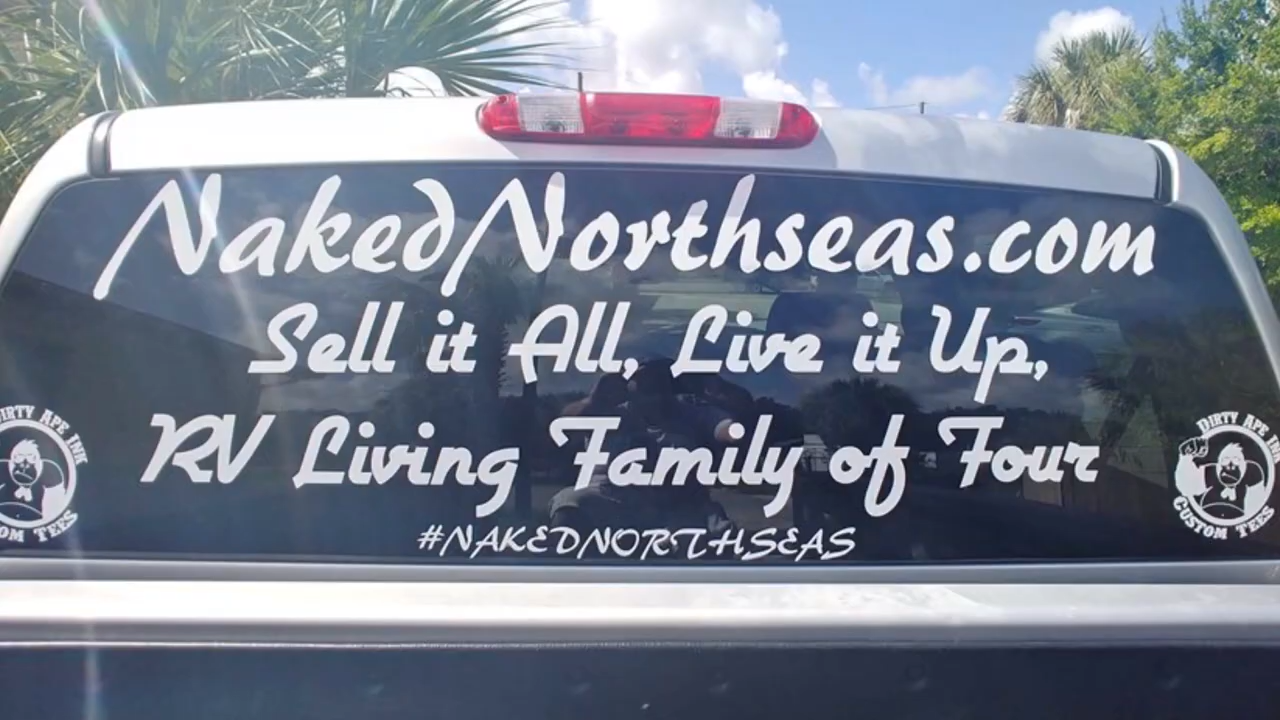 NakedNorthseas.com
Sell it All, Live it Up,
RV Living Family of Four
#NAKEDNORTHSEAS
DIRTY APE INK
CUSTOM TEES
DIRTY APE INK
CUSTOM TEES